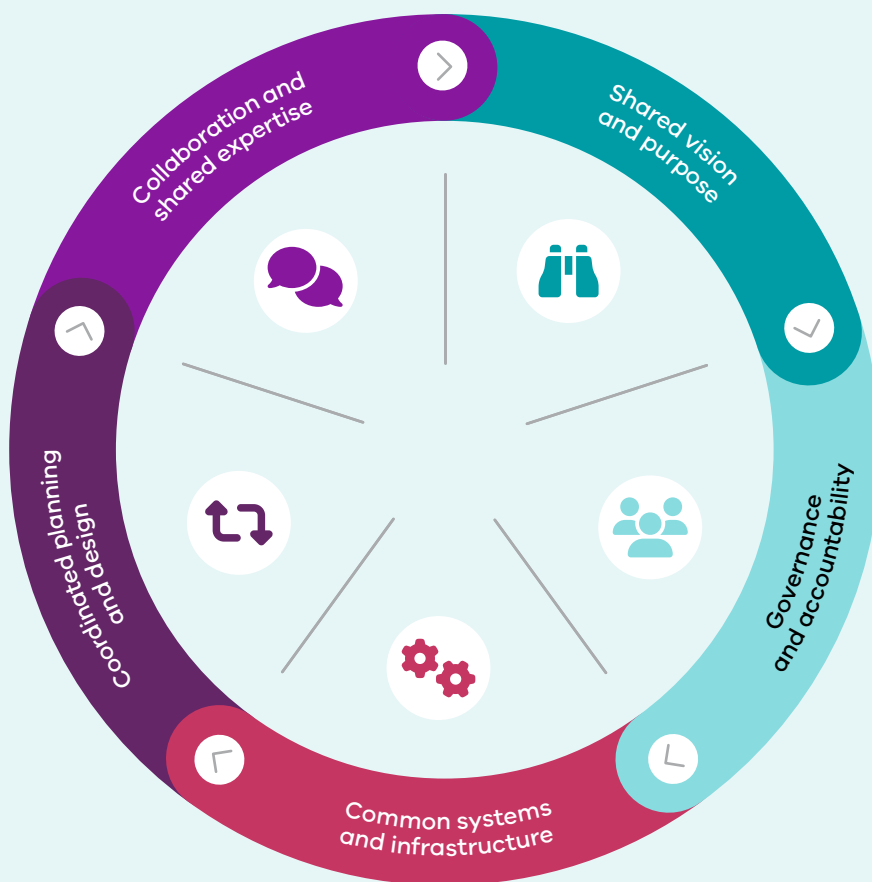 Collaboration and
shared expertise
Shared vision
and purpose
Governance
and accountability
Common systems
and infrastructure
Coordinated planning
and design